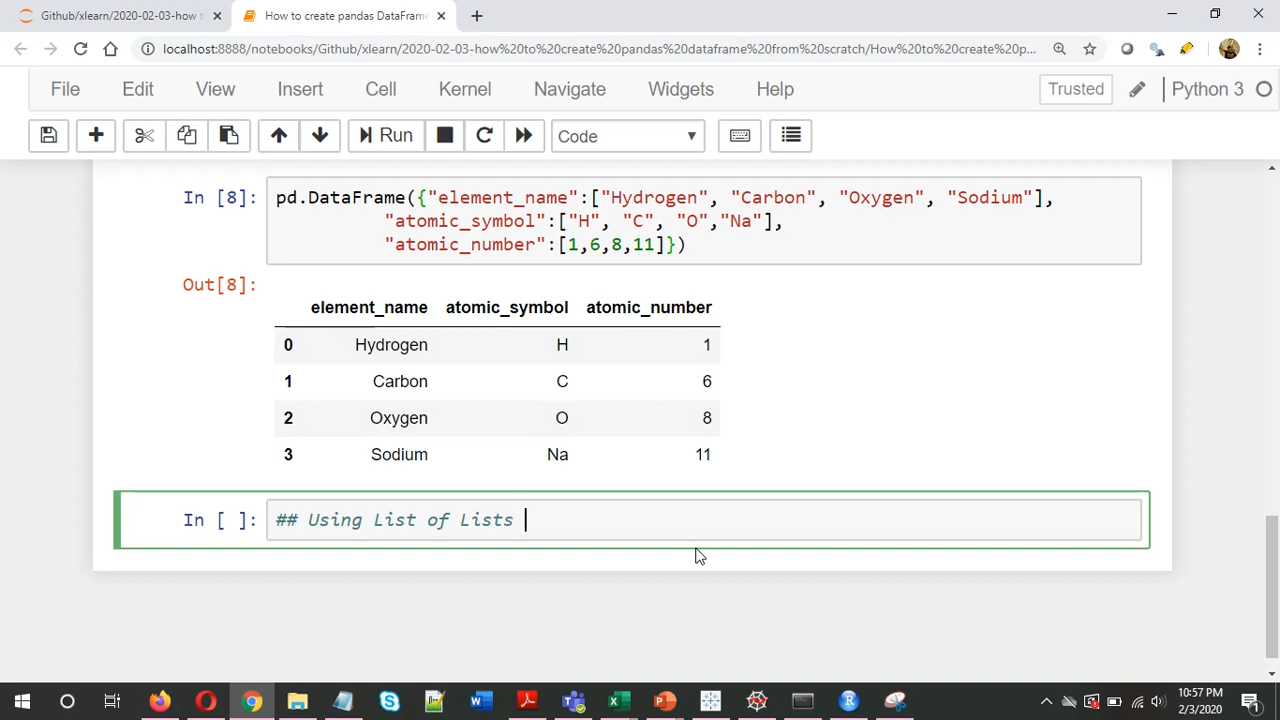 Github/xlearn/2020-02-03-how t
How to create pandas DataFrame
localhost:8888/notebooks/Github/xlearn/2020-02-03-how%20to%20create%20pandas%20dataframe%20from%20scratch/How%20to%20create%20p...
File Edit View Insert Cell Kernel Navigate Widgets Help Trusted Python 3
Run Code
In [8]: pd.DataFrame({"element_name":["Hydrogen", "Carbon", "Oxygen", "Sodium"],
"atomic_symbol":["H", "C", "O","Na"],
"atomic_number":[1,6,8,11]})
Out[8]:
element_name atomic_symbol atomic_number
0 Hydrogen H 1
1 Carbon C 6
2 Oxygen O 8
3 Sodium Na 11
In [ ]: ## Using List of Lists
10:57 PM
2/3/2020